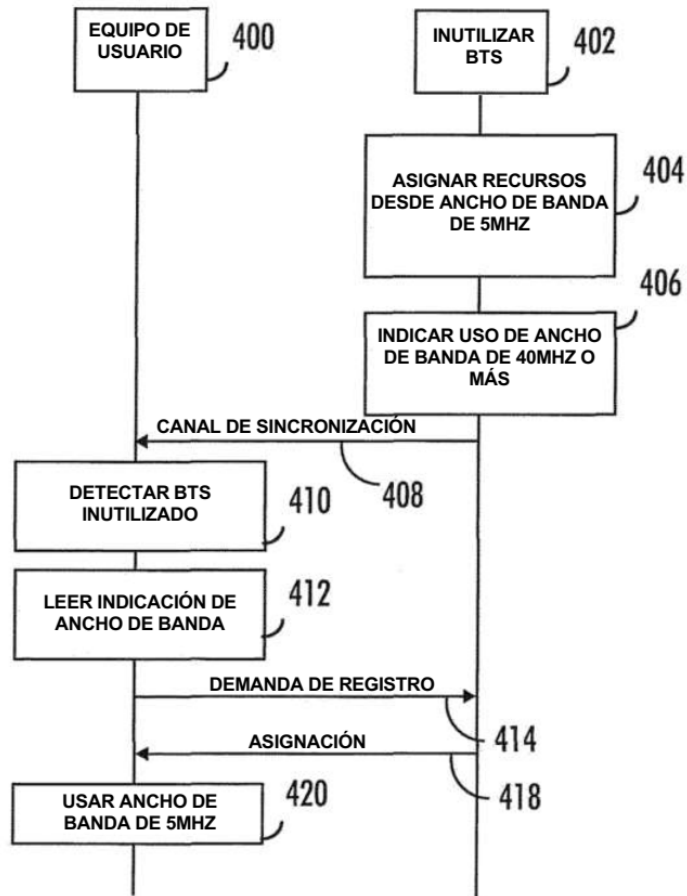 EQUIPO DE
USUARIO
400
INUTILIZAR
BTS
402
ASIGNAR RECURSOS
DESDE ANCHO DE BANDA
DE 5MHZ
404
INDICAR USO DE ANCHO
DE BANDA DE 40MHZ O
MÁS
406
CANAL DE SINCRONIZACIÓN
408
DETECTAR BTS
INUTILIZADO
410
LEER INDICACIÓN DE
ANCHO DE BANDA
412
DEMANDA DE REGISTRO
414
ASIGNACIÓN
418
USAR ANCHO DE
BANDA DE 5MHZ
420